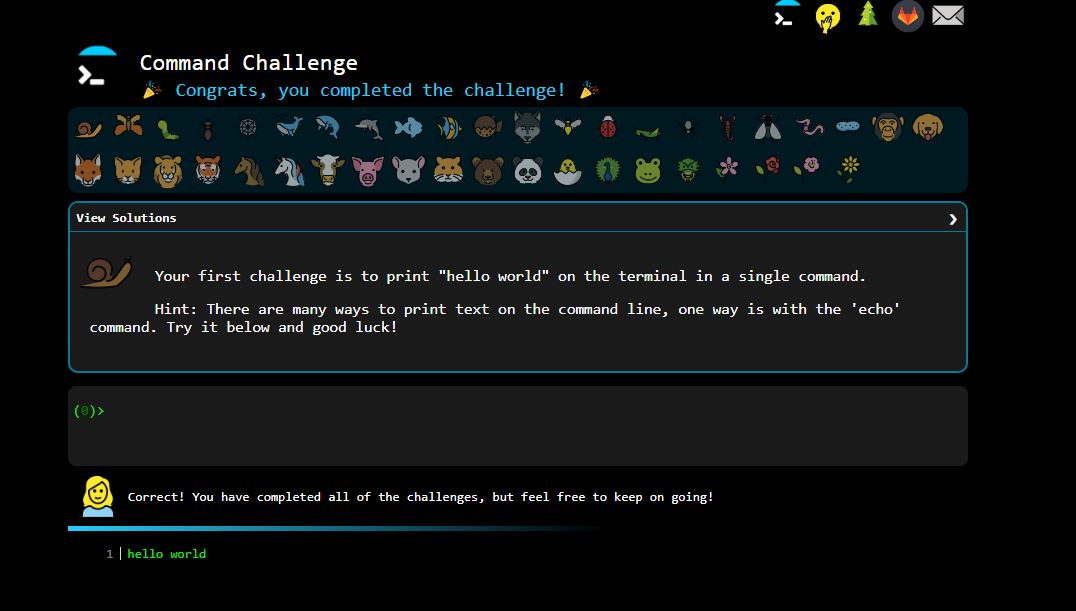 Command Challenge
Congrats, you completed the challenge!
View Solutions
Your first challenge is to print "hello world" on the terminal in a single command.
Hint: There are many ways to print text on the command line, one way is with the 'echo'
command. Try it below and good luck!
(0)>
Correct! You have completed all of the challenges, but feel free to keep on going!
1 hello world